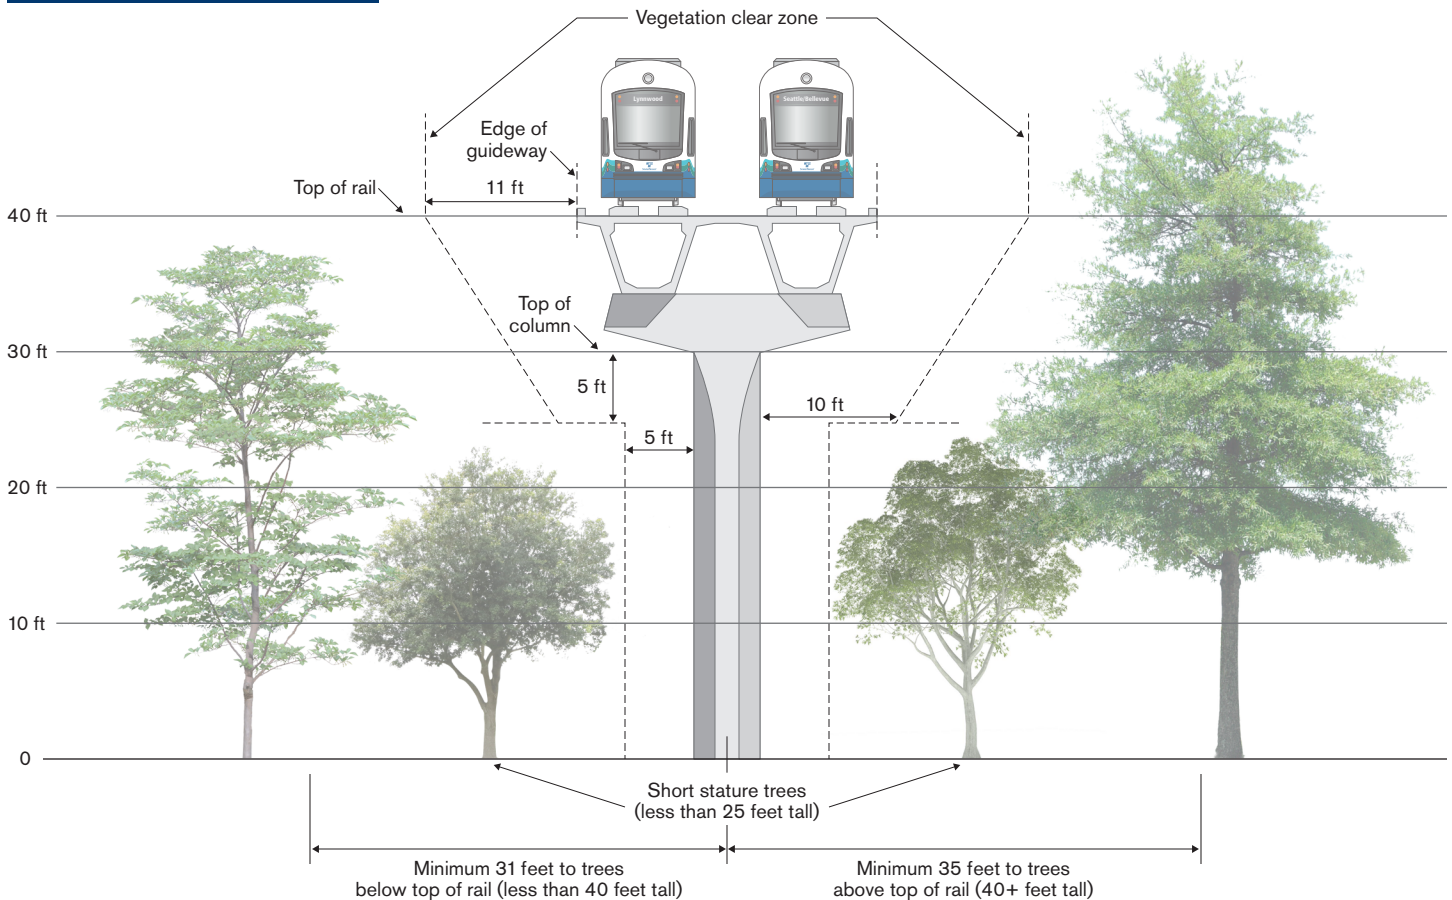 Vegetation clear zone
Lynnwood
Seattle/Bellevue
Edge of
guideway
Top of rail
11 ft
40 ft
Top of
column
30 ft
5 ft
10 ft
5 ft
20 ft
10 ft
0
Short stature trees
(less than 25 feet tall)
Minimum 31 feet to trees
below top of rail (less than 40 feet tall)
Minimum 35 feet to trees
above top of rail (40+ feet tall)